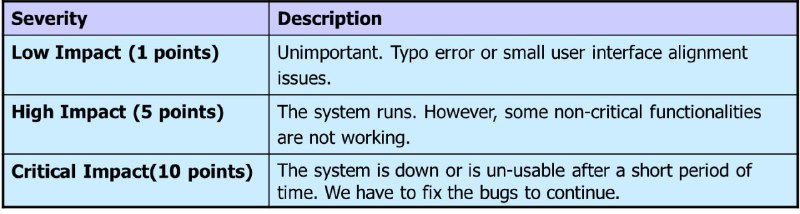 Severity
Description
Low Impact (1 points)
Unimportant. Typo error or small user interface alignment
issues.
High Impact (5 points)
The system runs. However, some non-critical functionalities
are not working.
Critical Impact(10 points)
The system is down or is un-usable after a short period of
time. We have to fix the bugs to continue.